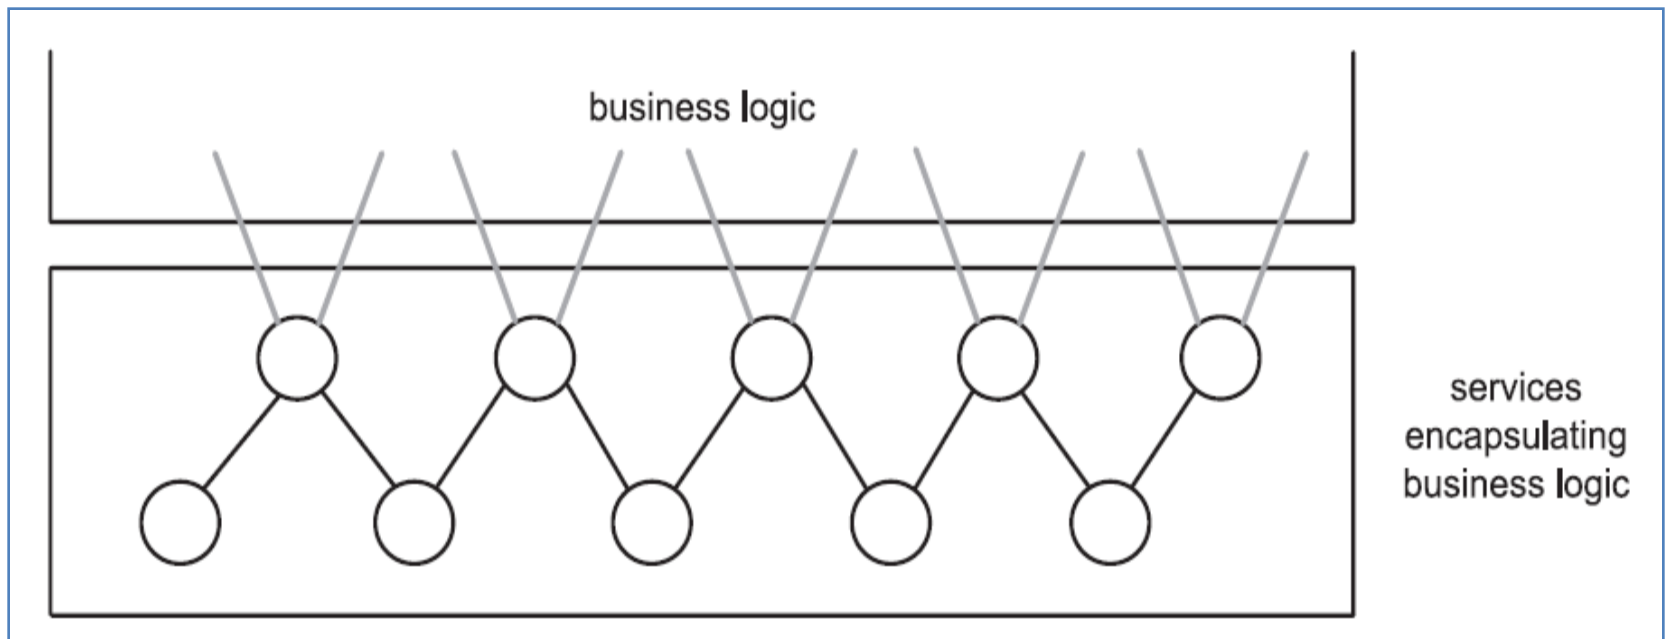 business logic
services
encapsulating
business logic